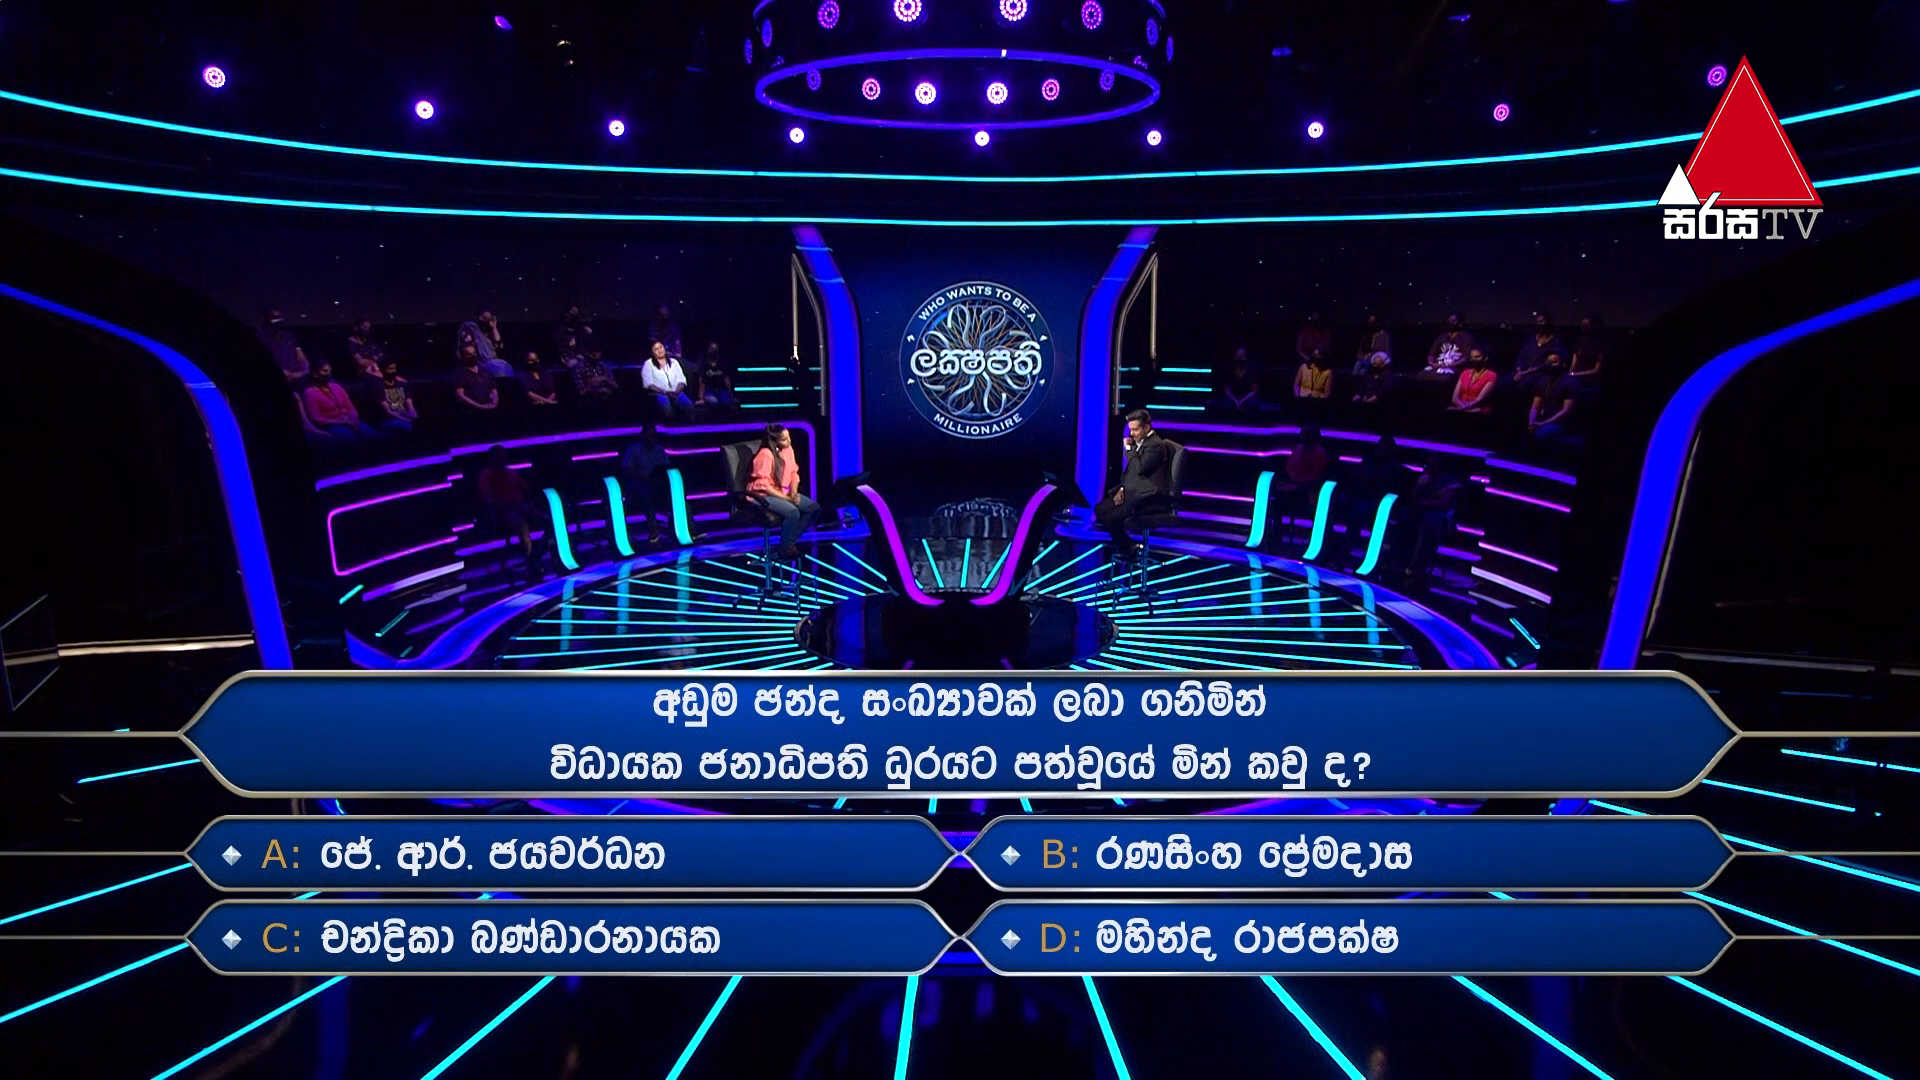 සිරස TV
WHO WANTS TO BE A
ලක්ෂපති
MILLIONAIRE
අඩුම ඡන්ද සංඛ්‍යාවක් ලබා ගනිමින්
විධායක ජනාධිපති ධුරයට පත්වූයේ මින් කවු ද?
A: ජේ. ආර්. ජයවර්ධන
B: රණසිංහ ප්‍රේමදාස
C: චන්ද්‍රිකා බණ්ඩාරනායක
D: මහින්ද රාජපක්ෂ